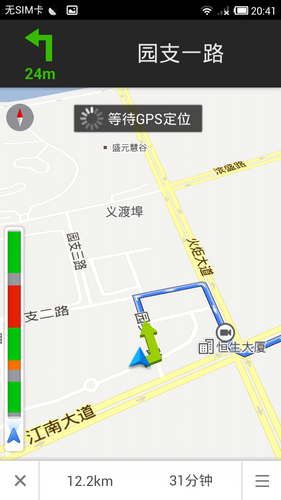 无SIM卡
20:41
24m
园支一路
等待GPS定位
盛元慧谷
滨盛路
义渡埠
园支三路
火炬大道
支二路
恒生大厦
江南大道
12.2km
31分钟